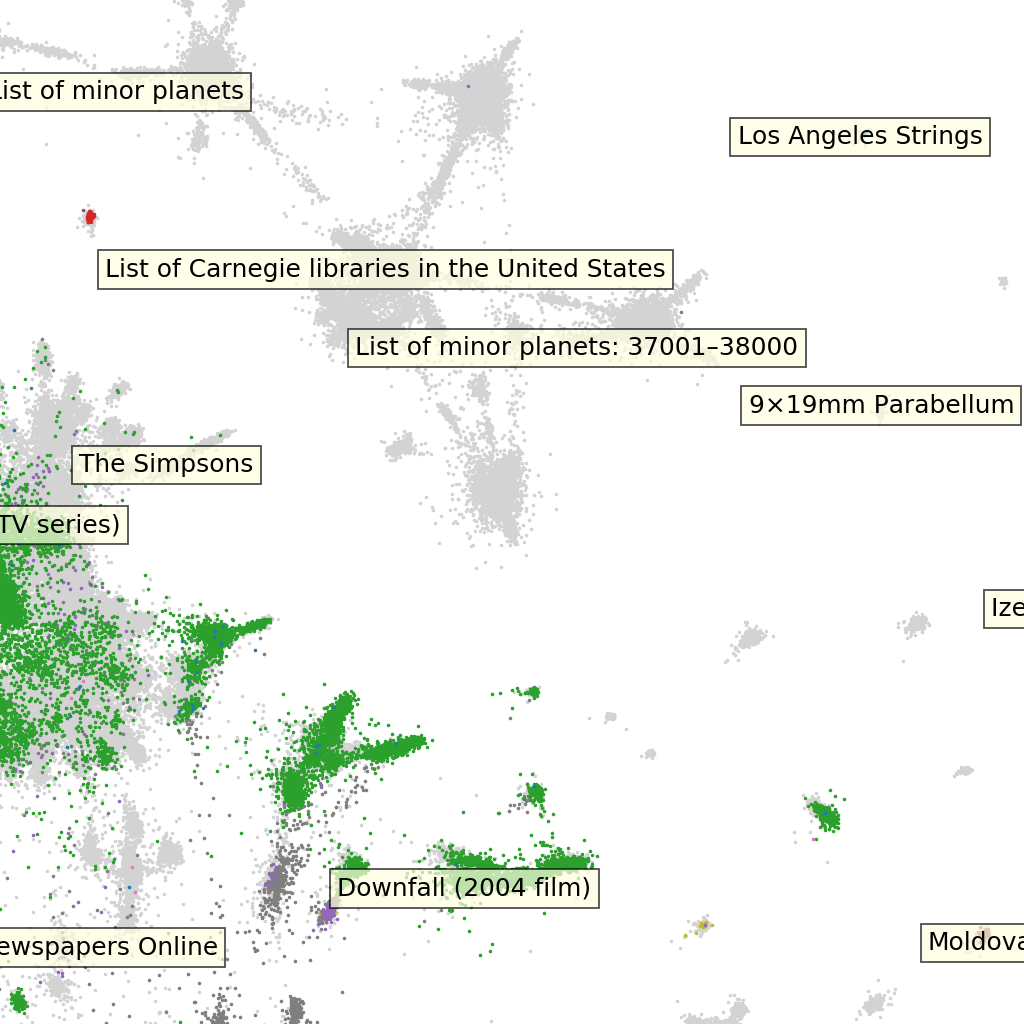 List of minor planets
Los Angeles Strings
List of Carnegie libraries in the United States
List of minor planets: 37001–38000
9×19mm Parabellum
The Simpsons
TV series)
Ize
Downfall (2004 film)
ewspapers Online
Moldova